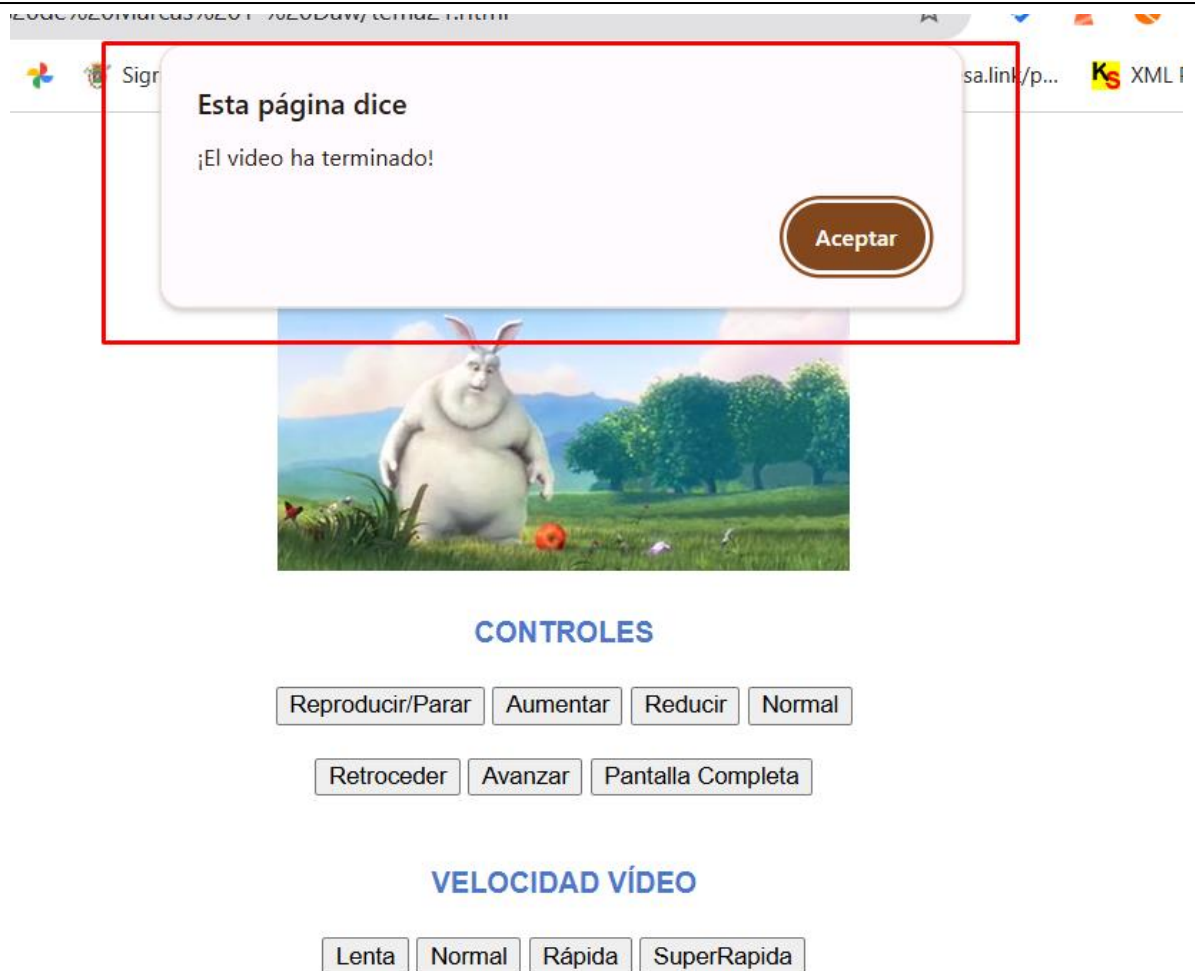 Sigr
sa.link/p...
Ks
XML
Esta página dice
¡El video ha terminado!
Aceptar
CONTROLES
Reproducir/Parar Aumentar Reducir Normal
Retroceder Avanzar Pantalla Completa
VELOCIDAD VÍDEO
Lenta Normal Rápida SuperRapida